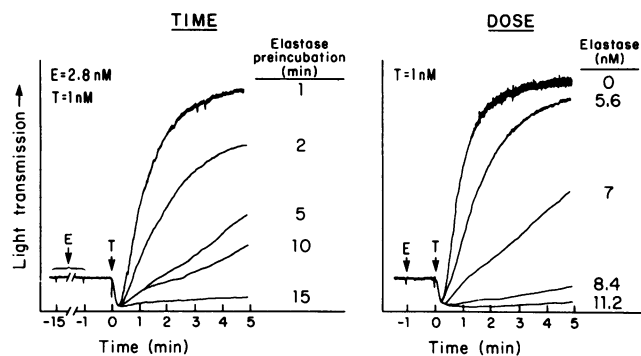 TIME
E=2.8 nM
T=1nM
Elastase
preincubation
(min)
1
2
5
10
15
Light transmission →
E
T
-15 -1 0 1 2 3 4 5
Time (min)
DOSE
T=1nM
Elastase
(nM)
0
5.6
7
8.4
11.2
E
T
-1 0 1 2 3 4 5
Time (min)